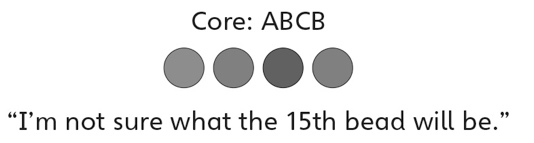 Core: ABCB
“I’m not sure what the 15th bead will be.”